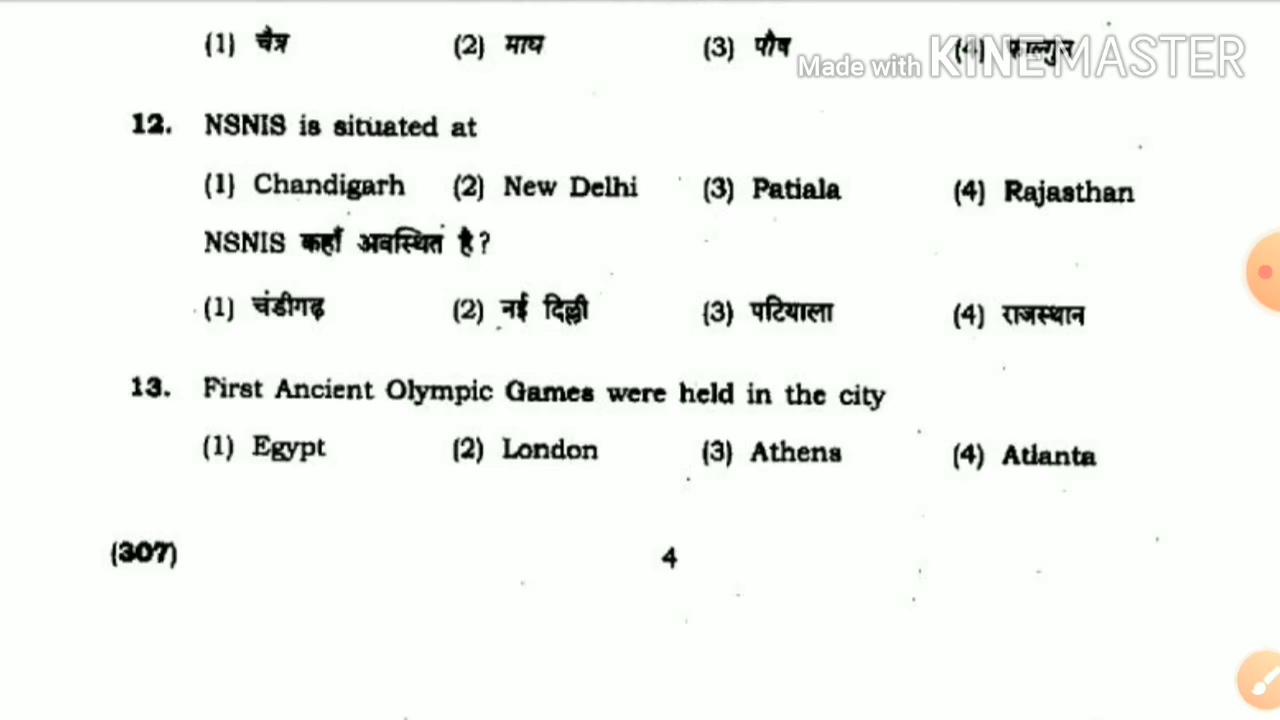 (1) चैत्र (2) माघ (3) पौष (4) फाल्गुन
Made with KINEMASTER
12. NSNIS is situated at
(1) Chandigarh (2) New Delhi (3) Patiala (4) Rajasthan
NSNIS कहाँ अवस्थित है?
(1) चंडीगढ़ (2) नई दिल्ली (3) पटियाला (4) राजस्थान
13. First Ancient Olympic Games were held in the city
(1) Egypt (2) London (3) Athens (4) Atlanta
(307) 4